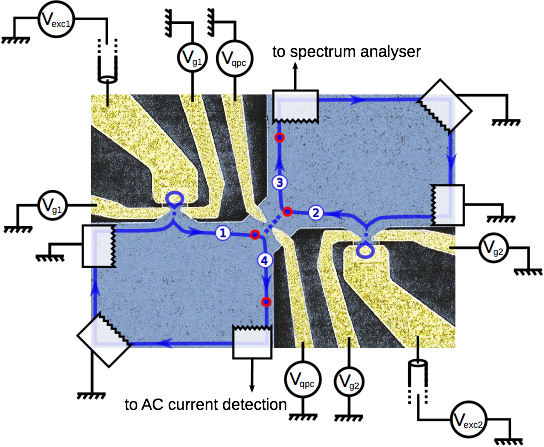 V_exc1
V_g1
V_qpc
to spectrum analyser
V_g1
3
2
1
4
V_g2
V_qpc
V_g2
to AC current detection
V_exc2